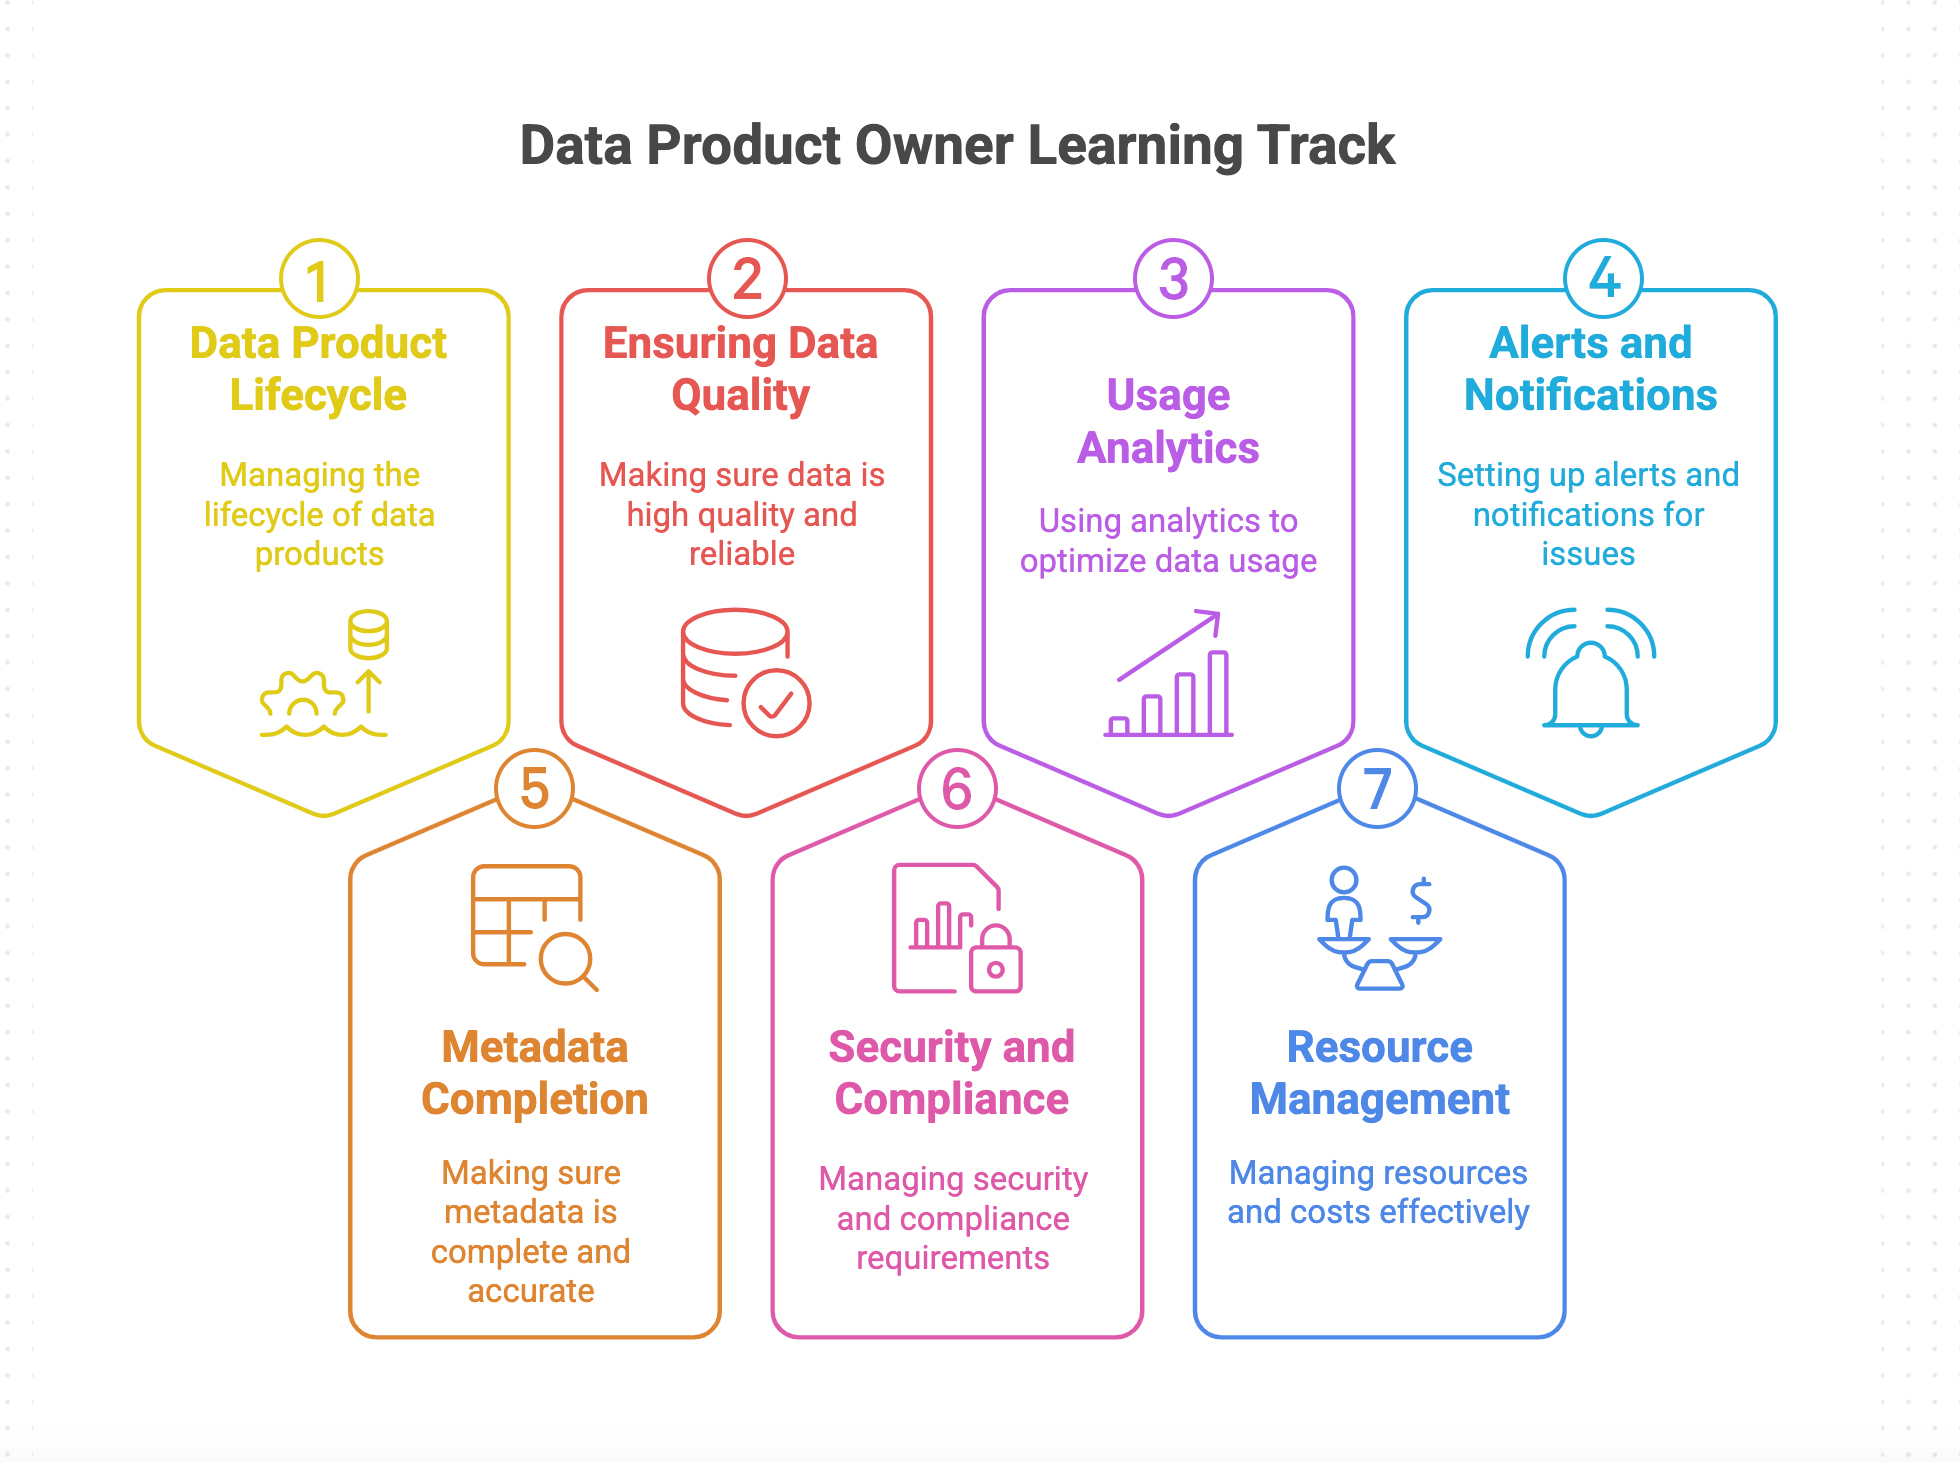 Data Product Owner Learning Track
1
Data Product
Lifecycle
Managing the
lifecycle of data
products
2
Ensuring Data
Quality
Making sure data is
high quality and
reliable
3
Usage
Analytics
Using analytics to
optimize data usage
4
Alerts and
Notifications
Setting up alerts and
notifications for
issues
5
Metadata
Completion
Making sure
metadata is
complete and
accurate
6
Security and
Compliance
Managing security
and compliance
requirements
7
$
Resource
Management
Managing resources
and costs effectively